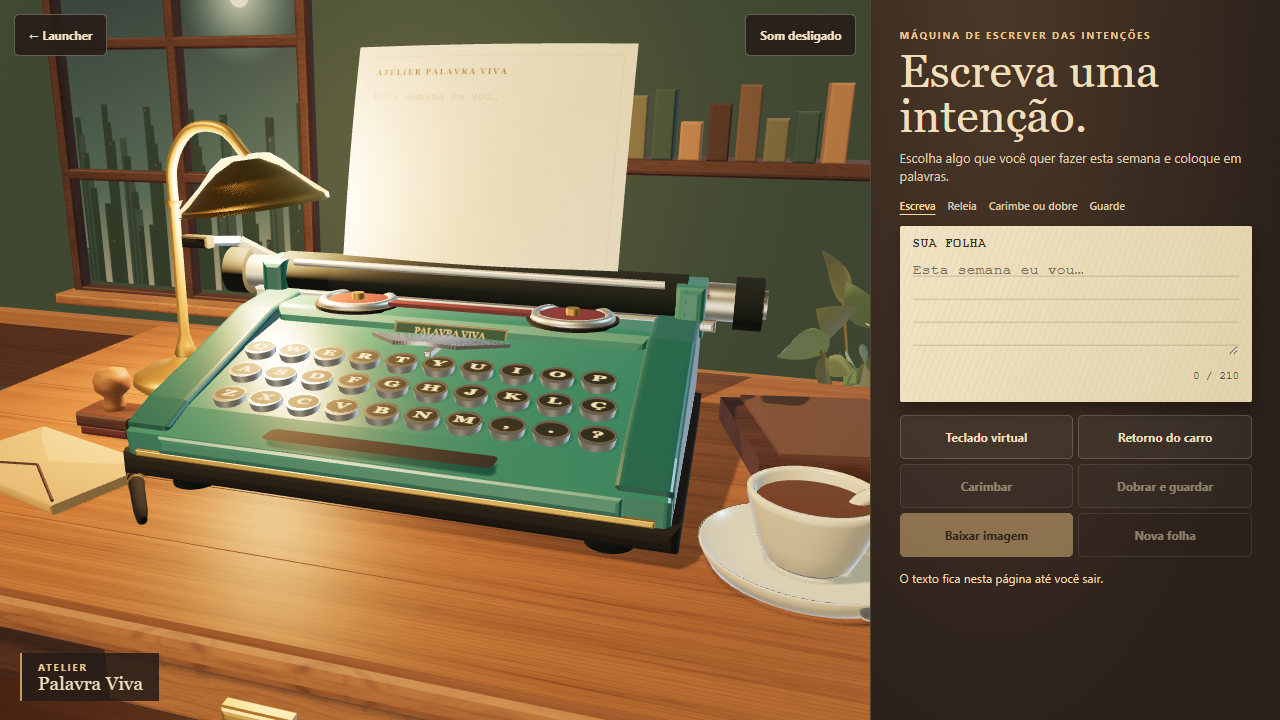 ← Launcher
Som desligado
ATELIER PALAVRA VIVA
Esta semana eu vou…
PALAVRA VIVA
Q W E R T Y U I O P
A S D F G H J K L Ç
Z X C V B N M , . ?
ATELIER
Palavra Viva
MÁQUINA DE ESCREVER DAS INTENÇÕES
Escreva uma
intenção.
Escolha algo que você quer fazer esta semana e coloque em
palavras.
Escreva Releia Carimbe ou dobre Guarde
SUA FOLHA
Esta semana eu vou…
0 / 210
Teclado virtual Retorno do carro
Carimbar Dobrar e guardar
Baixar imagem Nova folha
O texto fica nesta página até você sair.